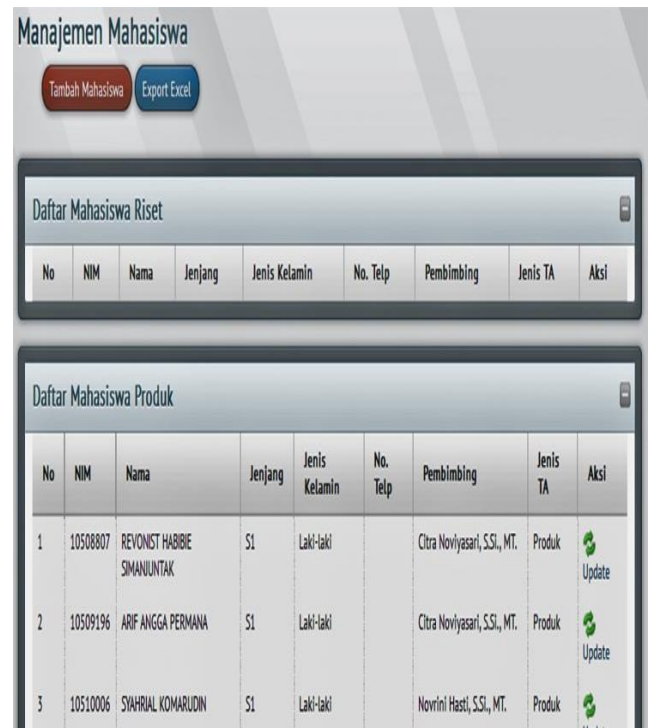 Manajemen Mahasiswa
Tambah Mahasiswa Export Excel
Daftar Mahasiswa Riset
No NIM Nama Jenjang Jenis Kelamin No. Telp Pembimbing Jenis TA Aksi
Daftar Mahasiswa Produk
No NIM Nama Jenjang Jenis Kelamin No. Telp Pembimbing Jenis TA Aksi
1 10508807 REVONIST HABIBIE SIMANJUNTAK S1 Laki-laki Citra Noviyasari, S.Si., MT. Produk Update
2 10509196 ARIF ANGGA PERMANA S1 Laki-laki Citra Noviyasari, S.Si., MT. Produk Update
3 10510006 SYAHRIAL KOMARUDIN S1 Laki-laki Novrini Hasti, S.Si., MT. Produk